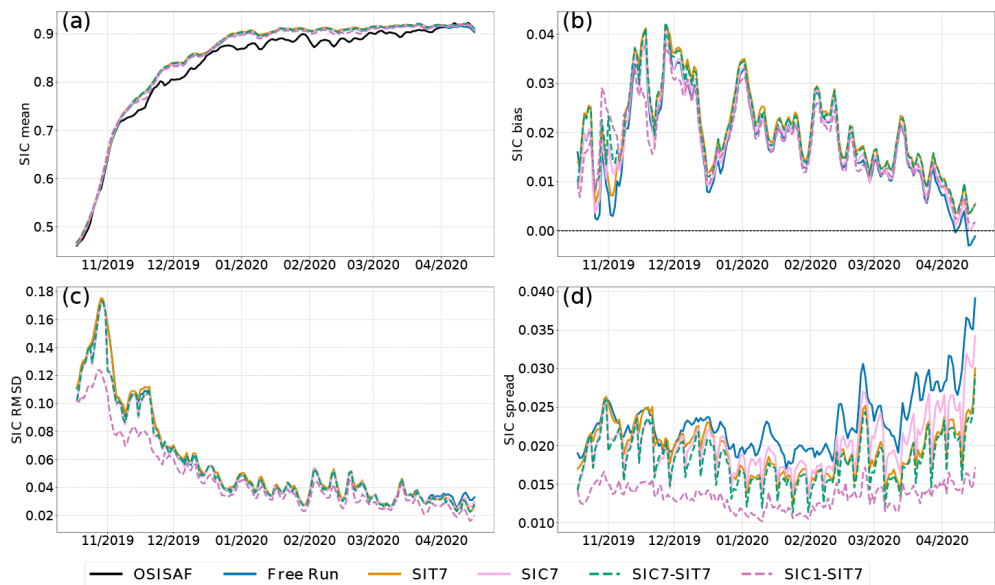 (a)
SIC mean
0.9
0.8
0.7
0.6
0.5
11/2019 12/2019 01/2020 02/2020 03/2020 04/2020
(b)
SIC bias
0.04
0.03
0.02
0.01
0.00
11/2019 12/2019 01/2020 02/2020 03/2020 04/2020
(c)
SIC RMSD
0.18
0.16
0.14
0.12
0.10
0.08
0.06
0.04
0.02
11/2019 12/2019 01/2020 02/2020 03/2020 04/2020
(d)
SIC spread
0.040
0.035
0.030
0.025
0.020
0.015
0.010
11/2019 12/2019 01/2020 02/2020 03/2020 04/2020
OSISAF Free Run SIT7 SIC7 SIC7-SIT7 SIC1-SIT7